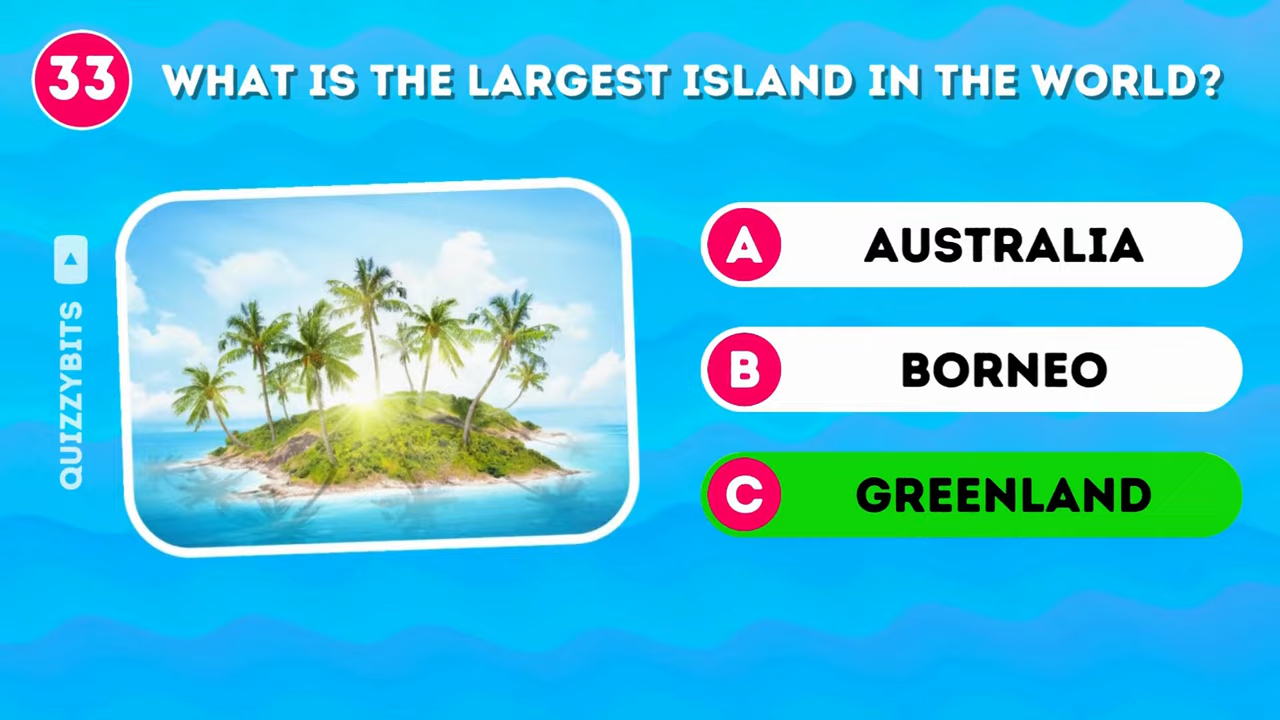 33
WHAT IS THE LARGEST ISLAND IN THE WORLD?
QUIZZYBITS
A AUSTRALIA
B BORNEO
C GREENLAND